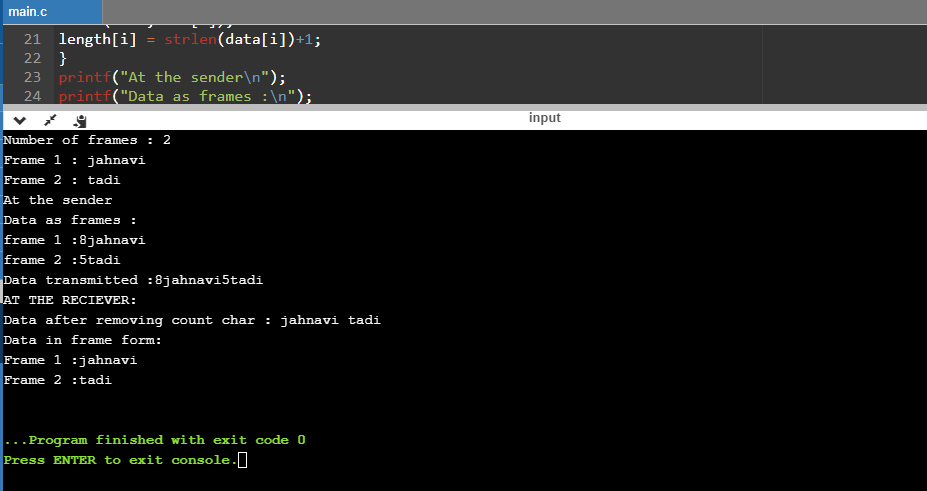 main.c
21 length[i] = strlen(data[i])+1;
22 }
23 printf("At the sender\n");
24 printf("Data as frames :\n");
input
Number of frames : 2
Frame 1 : jahnavi
Frame 2 : tadi
At the sender
Data as frames :
frame 1 :8jahnavi
frame 2 :5tadi
Data transmitted :8jahnavi5tadi
AT THE RECIEVER:
Data after removing count char : jahnavi tadi
Data in frame form:
Frame 1 :jahnavi
Frame 2 :tadi
...Program finished with exit code 0
Press ENTER to exit console.